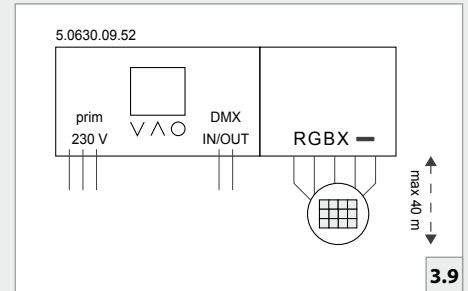 5.0630.09.52
prim
230 V
DMX
IN/OUT
RGBX
max 40 m
3.9